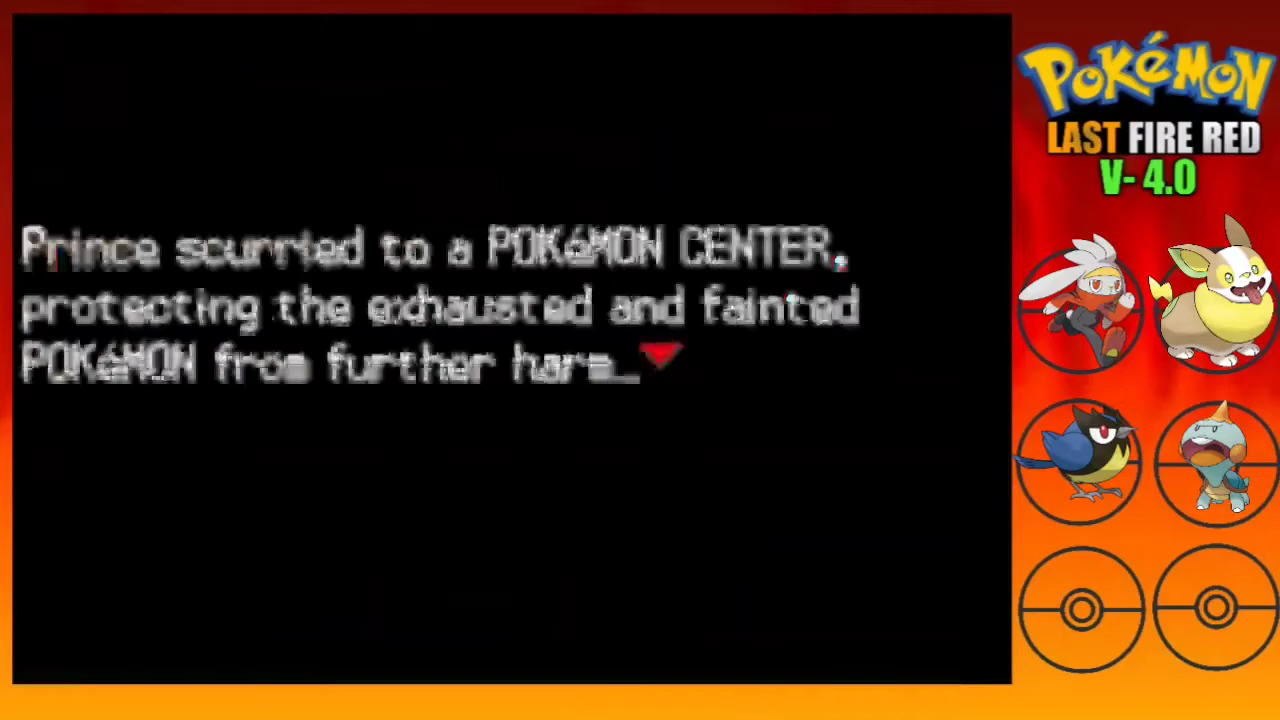 Prince scurried to a POKéMON CENTER,
protecting the exhausted and fainted
POKéMON from further harm…
POKéMON
LAST FIRE RED
V- 4.0